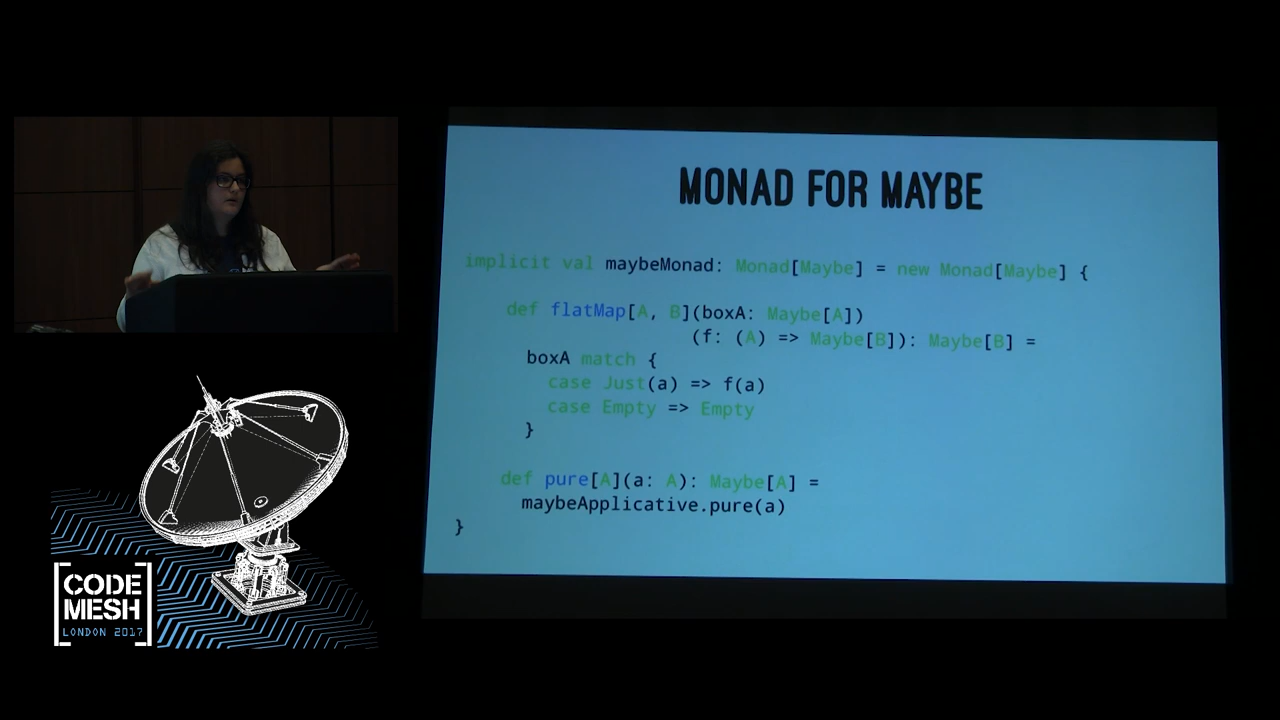 MONAD FOR MAYBE
implicit val maybeMonad: Monad[Maybe] = new Monad[Maybe] {
def flatMap[A, B](boxA: Maybe[A])
(f: (A) => Maybe[B]): Maybe[B] =
boxA match {
case Just(a) => f(a)
case Empty => Empty
}
def pure[A](a: A): Maybe[A] =
maybeApplicative.pure(a)
}
CODE
MESH
LONDON 2017